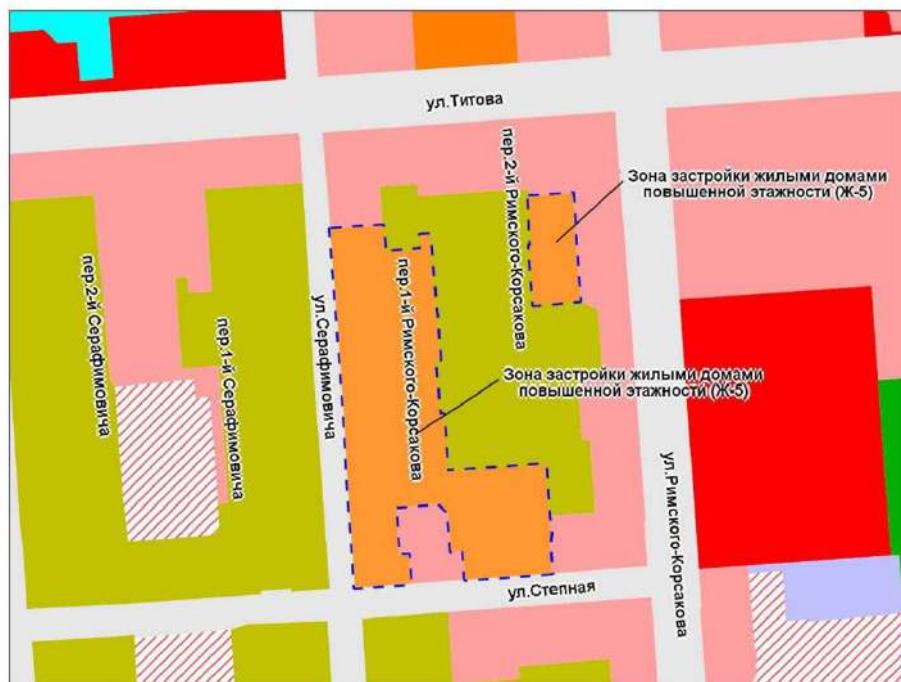 ул.Титова
пер.2-й Римского-Корсакова
Зона застройки жилыми домами
повышенной этажности (Ж-5)
пер.2-й Серафимовича
пер.1-й Серафимовича
ул.Серафимовича
пер.1-й Римского-Корсакова
Зона застройки жилыми домами
повышенной этажности (Ж-5)
ул.Римского-Корсакова
ул.Степная